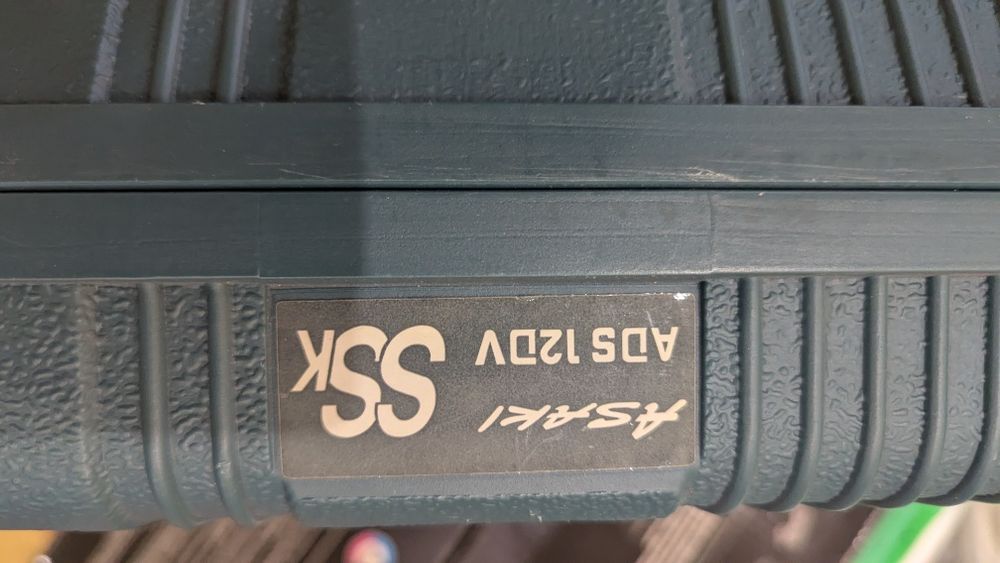 ASAKI
ADS 12DV
SSK